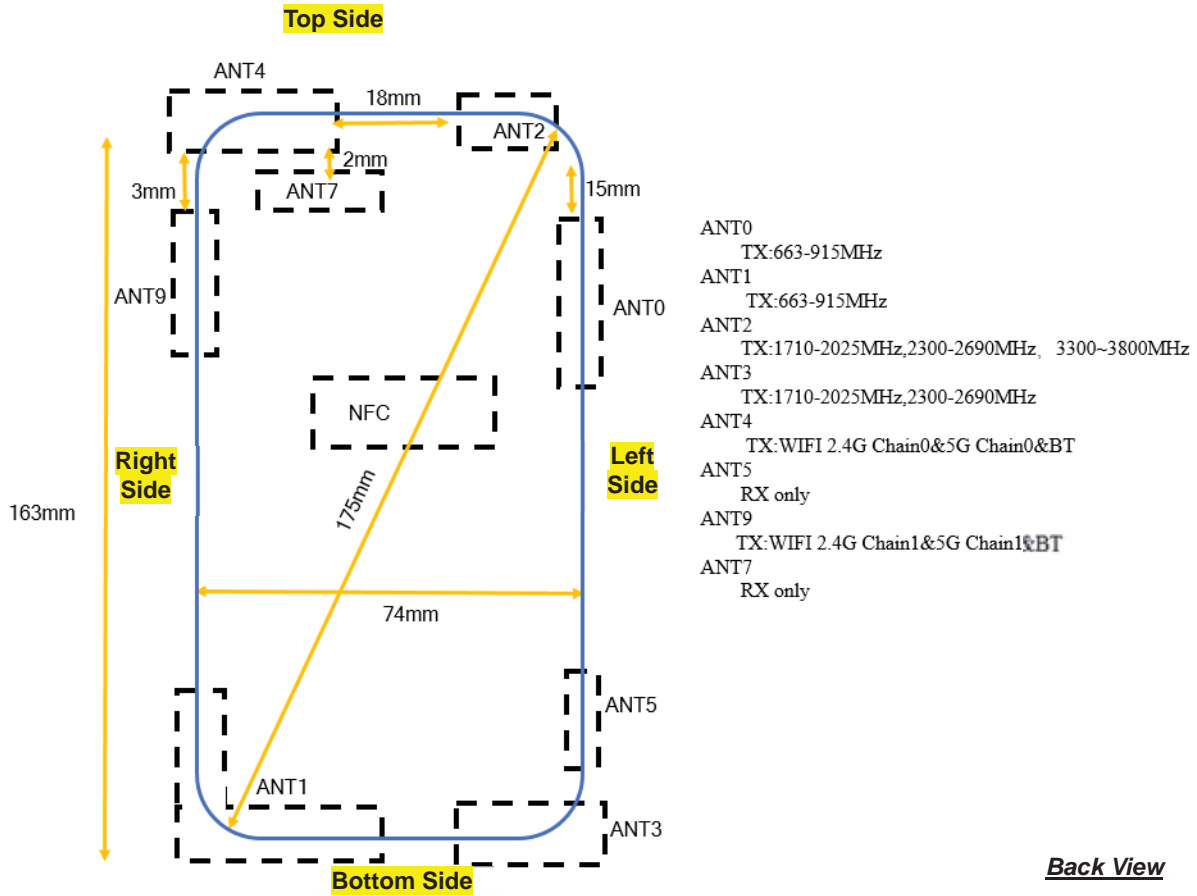 Top Side
ANT4
18mm
ANT2
2mm
3mm
ANT7
15mm
ANT9
ANT0
NFC
Right
Side
Left
Side
163mm
175mm
74mm
ANT5
ANT1
ANT3
Bottom Side
ANT0
TX:663-915MHz
ANT1
TX:663-915MHz
ANT2
TX:1710-2025MHz,2300-2690MHz, 3300~3800MHz
ANT3
TX:1710-2025MHz,2300-2690MHz
ANT4
TX:WIFI 2.4G Chain0&5G Chain0&BT
ANT5
RX only
ANT9
TX:WIFI 2.4G Chain1&5G Chain1&BT
ANT7
RX only
Back View